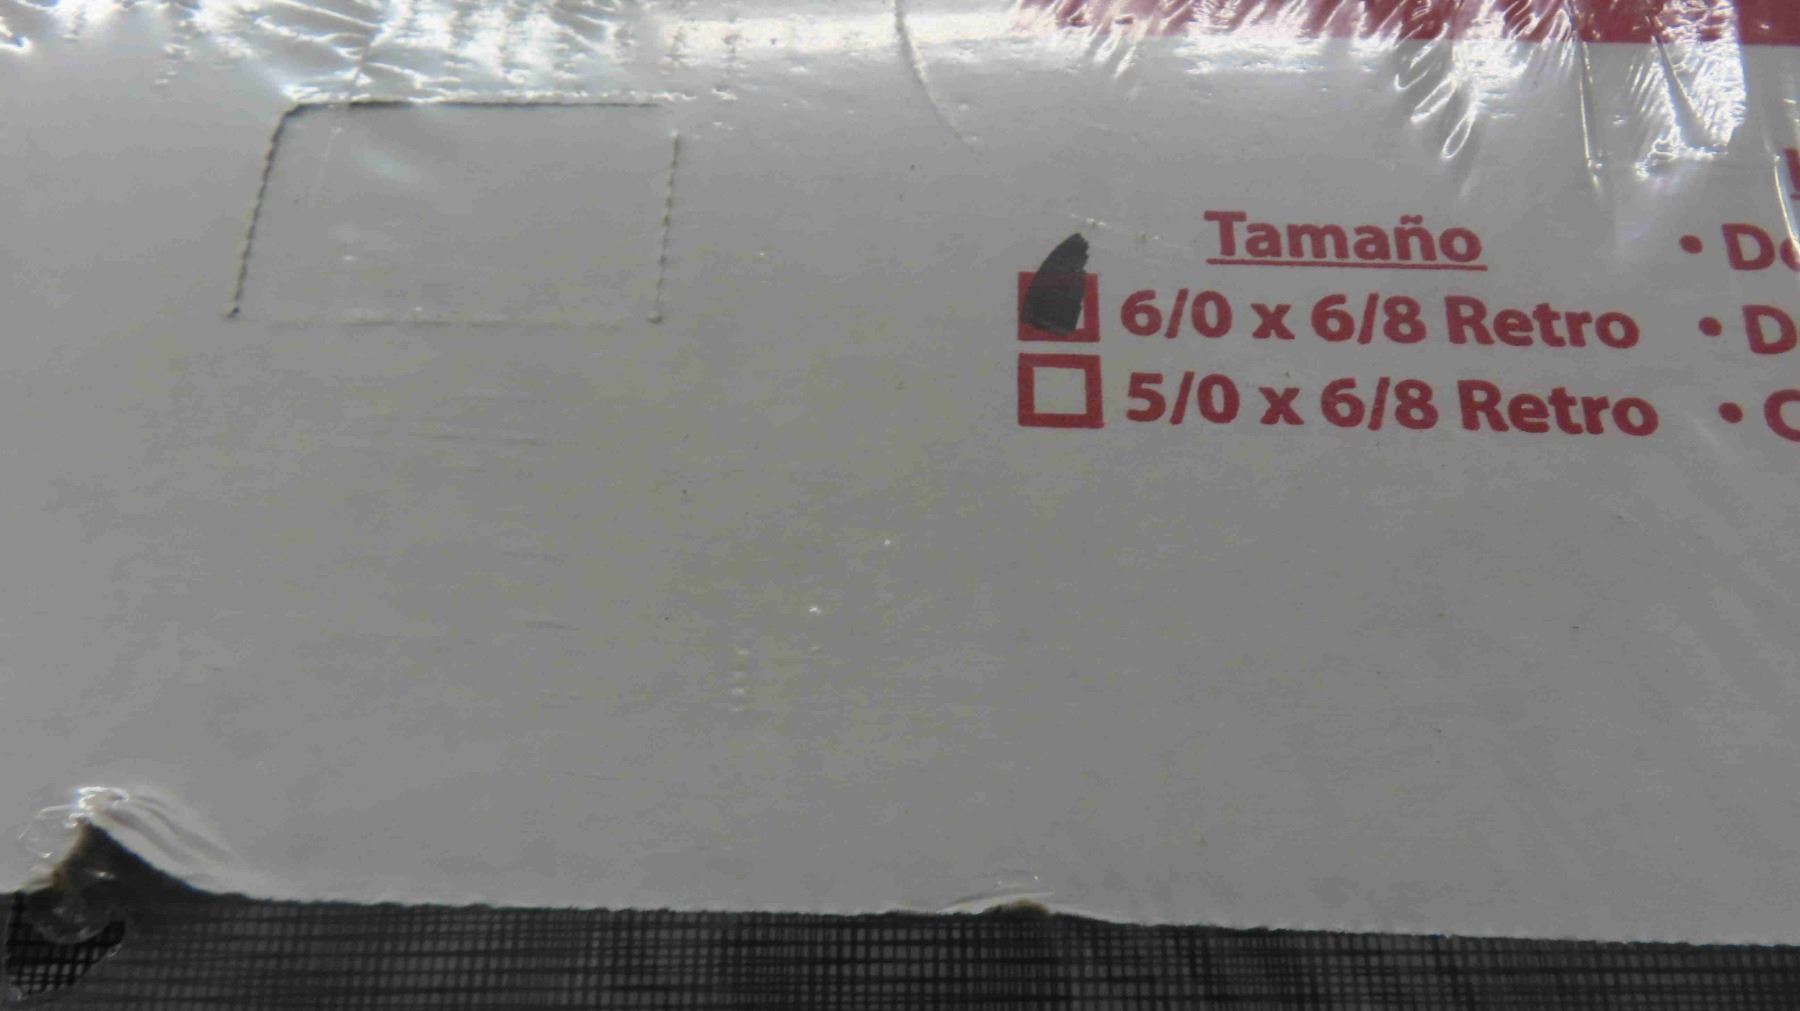 Tamaño
6/0 x 6/8 Retro
5/0 x 6/8 Retro